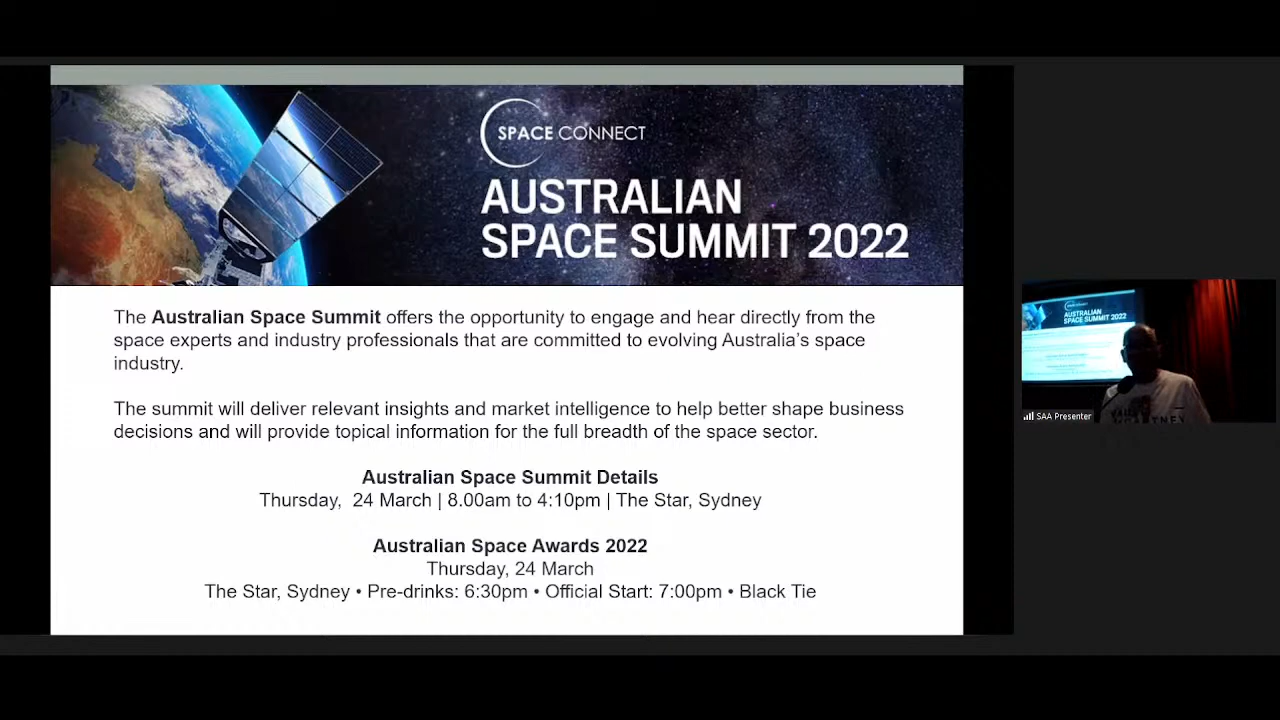 SPACE CONNECT
AUSTRALIAN
SPACE SUMMIT 2022
The Australian Space Summit offers the opportunity to engage and hear directly from the
space experts and industry professionals that are committed to evolving Australia's space
industry.
The summit will deliver relevant insights and market intelligence to help better shape business
decisions and will provide topical information for the full breadth of the space sector.
Australian Space Summit Details
Thursday, 24 March | 8.00am to 4:10pm | The Star, Sydney
Australian Space Awards 2022
Thursday, 24 March
The Star, Sydney • Pre-drinks: 6:30pm • Official Start: 7:00pm • Black Tie
AUSTRALIAN
SPACE SUMMIT 2022
SAA Presenter